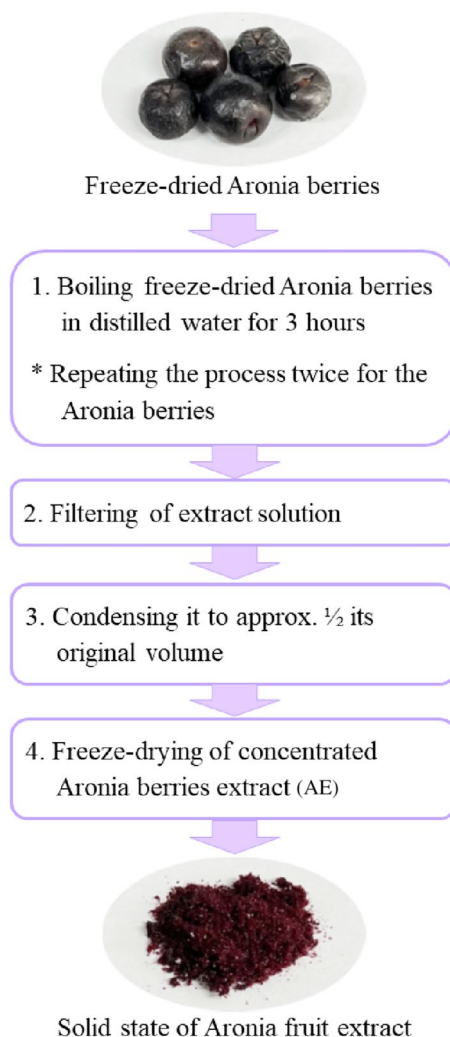 Freeze-dried Aronia berries
1. Boiling freeze-dried Aronia berries
in distilled water for 3 hours
* Repeating the process twice for the
Aronia berries
2. Filtering of extract solution
3. Condensing it to approx. ½ its
original volume
4. Freeze-drying of concentrated
Aronia berries extract (AE)
Solid state of Aronia fruit extract